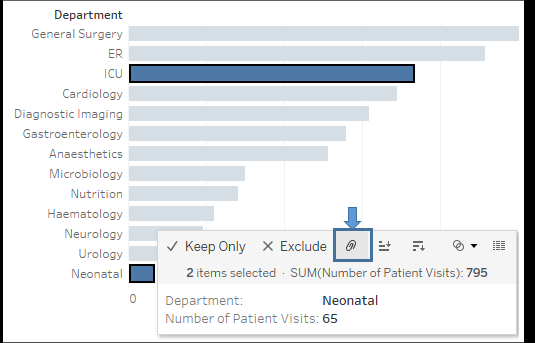 Department
General Surgery
ER
ICU
Cardiology
Diagnostic Imaging
Gastroenterology
Anaesthetics
Microbiology
Nutrition
Haematology
Neurology
Urology
Neonatal
0
Keep Only Exclude
2 items selected · SUM(Number of Patient Visits): 795
Department: Neonatal
Number of Patient Visits: 65